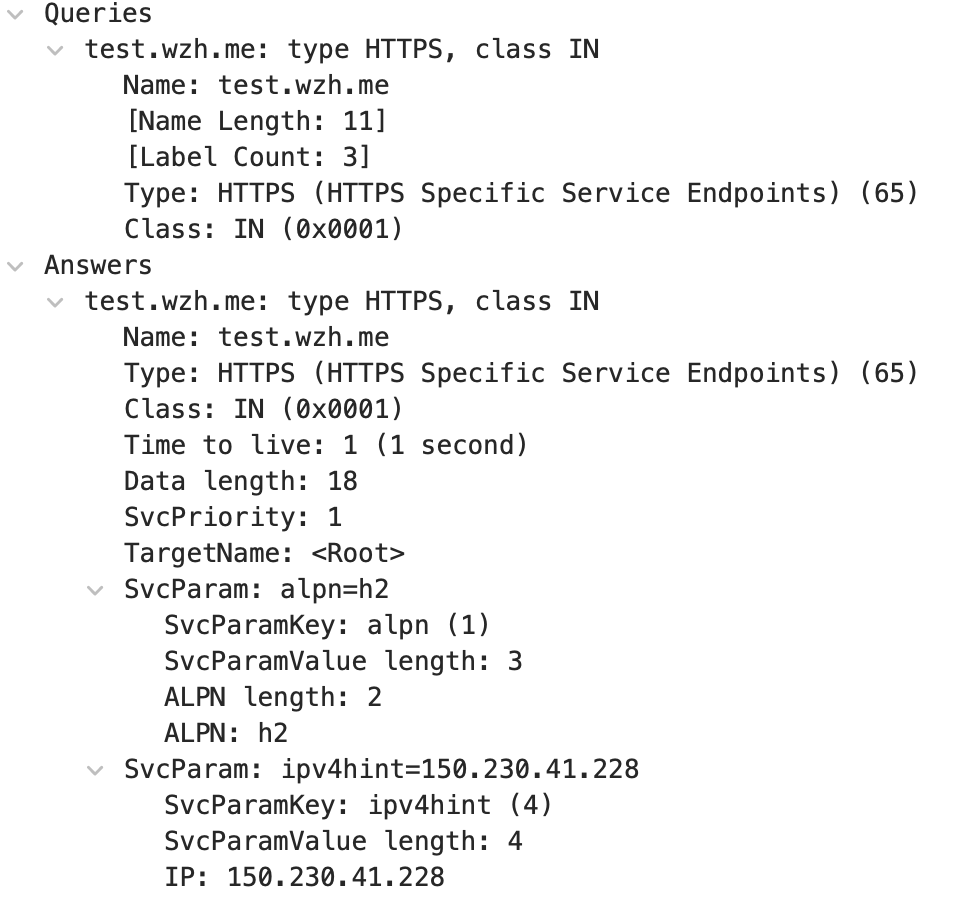 Queries
test.wzh.me: type HTTPS, class IN
Name: test.wzh.me
[Name Length: 11]
[Label Count: 3]
Type: HTTPS (HTTPS Specific Service Endpoints) (65)
Class: IN (0x0001)
Answers
test.wzh.me: type HTTPS, class IN
Name: test.wzh.me
Type: HTTPS (HTTPS Specific Service Endpoints) (65)
Class: IN (0x0001)
Time to live: 1 (1 second)
Data length: 18
SvcPriority: 1
TargetName: <Root>
SvcParam: alpn=h2
SvcParamKey: alpn (1)
SvcParamValue length: 3
ALPN length: 2
ALPN: h2
SvcParam: ipv4hint=150.230.41.228
SvcParamKey: ipv4hint (4)
SvcParamValue length: 4
IP: 150.230.41.228